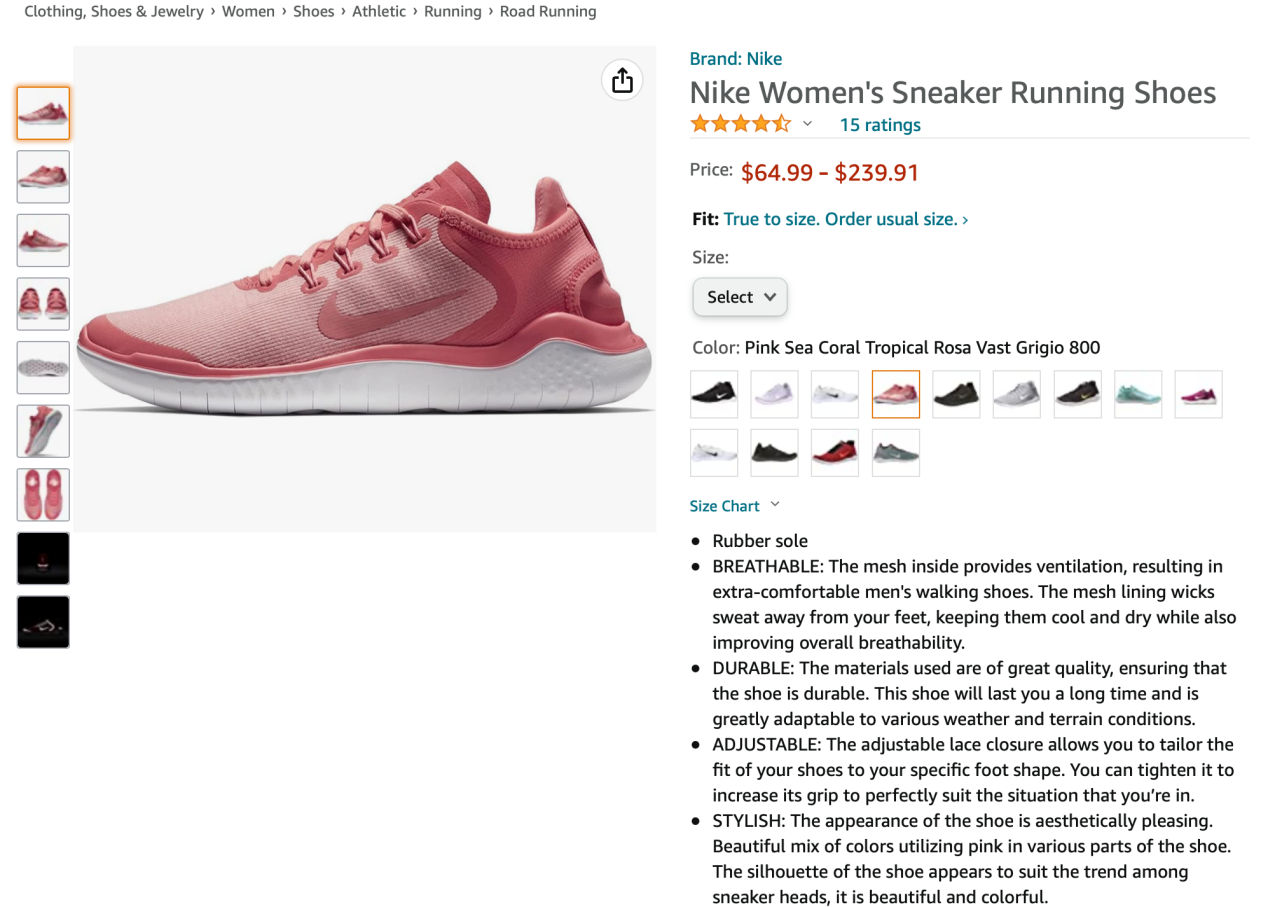 Clothing, Shoes & Jewelry › Women › Shoes › Athletic › Running › Road Running
Brand: Nike
Nike Women's Sneaker Running Shoes
15 ratings
Price: $64.99 - $239.91
Fit: True to size. Order usual size. ›
Size:
Select
Color: Pink Sea Coral Tropical Rosa Vast Grigio 800
Size Chart
● Rubber sole
● BREATHABLE: The mesh inside provides ventilation, resulting in
extra-comfortable men's walking shoes. The mesh lining wicks
sweat away from your feet, keeping them cool and dry while also
improving overall breathability.
● DURABLE: The materials used are of great quality, ensuring that
the shoe is durable. This shoe will last you a long time and is
greatly adaptable to various weather and terrain conditions.
● ADJUSTABLE: The adjustable lace closure allows you to tailor the
fit of your shoes to your specific foot shape. You can tighten it to
increase its grip to perfectly suit the situation that you’re in.
● STYLISH: The appearance of the shoe is aesthetically pleasing.
Beautiful mix of colors utilizing pink in various parts of the shoe.
The silhouette of the shoe appears to suit the trend among
sneaker heads, it is beautiful and colorful.